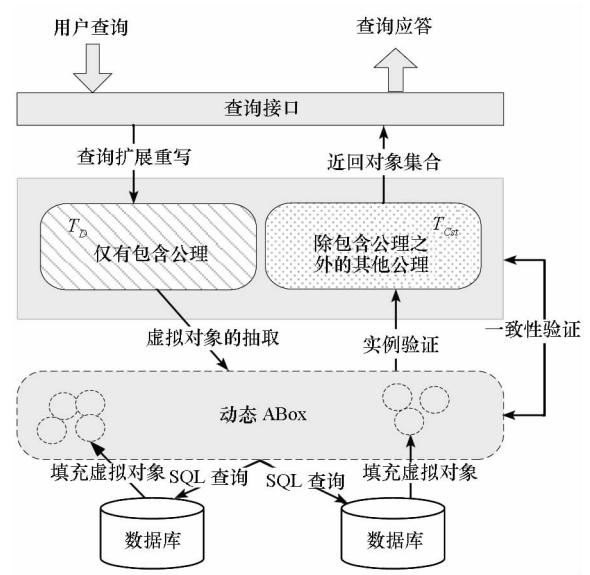 用户查询
查询应答
查询接口
查询扩展重写
近回对象集合
T_D
仅有包含公理
T_Cst
除包含公理之
外的其他公理
虚拟对象的抽取
实例验证
一致性验证
动态 ABox
填充虚拟对象
SQL 查询
SQL 查询
填充虚拟对象
数据库
数据库